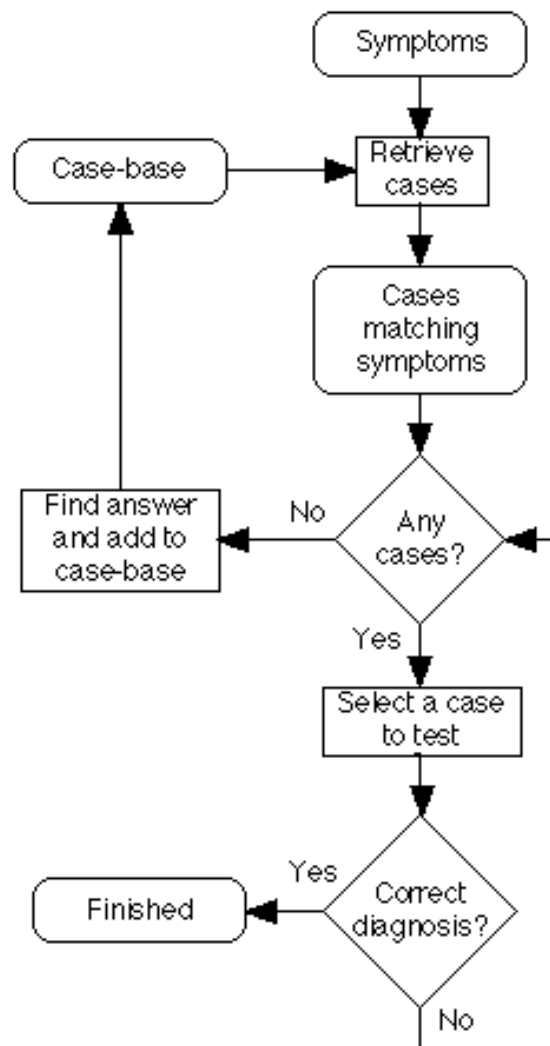 Symptoms
Case-base
Retrieve
cases
Cases
matching
symptoms
Find answer
and add to
case-base
No
Any
cases?
Yes
Select a case
to test
Yes
Finished
Correct
diagnosis?
No